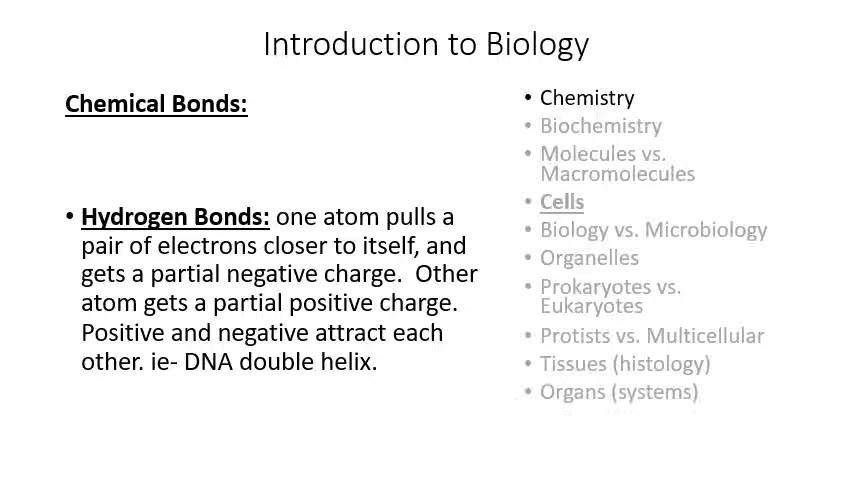 Introduction to Biology
Chemical Bonds:
• Hydrogen Bonds: one atom pulls a
pair of electrons closer to itself, and
gets a partial negative charge.  Other
atom gets a partial positive charge.
Positive and negative attract each
other. ie- DNA double helix.
• Chemistry
• Biochemistry
• Molecules vs.
Macromolecules
• Cells
• Biology vs. Microbiology
• Organelles
• Prokaryotes vs.
Eukaryotes
• Protists vs. Multicellular
• Tissues (histology)
• Organs (systems)